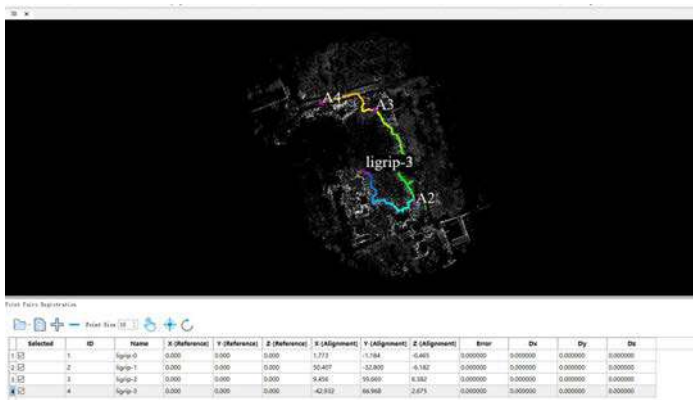 A4
A3
ligrip-3
A2
Point Pairs Registration
Point Size 10
Selected ID Name X (Reference) Y (Reference) Z (Reference) X (Alignment) Y (Alignment) Z (Alignment) Error Dx Dy Dz
1 1 ligrip-0 0.000 0.000 0.000 1.773 -1.184 -0.465 0.000000 0.000000 0.000000 0.000000
2 2 ligrip-1 0.000 0.000 0.000 50.407 -32.800 -6.182 0.000000 0.000000 0.000000 0.000000
3 3 ligrip-2 0.000 0.000 0.000 9.456 59.660 8.382 0.000000 0.000000 0.000000 0.000000
4 4 ligrip-3 0.000 0.000 0.000 -42.932 66.968 2.675 0.000000 0.000000 0.000000 0.000000